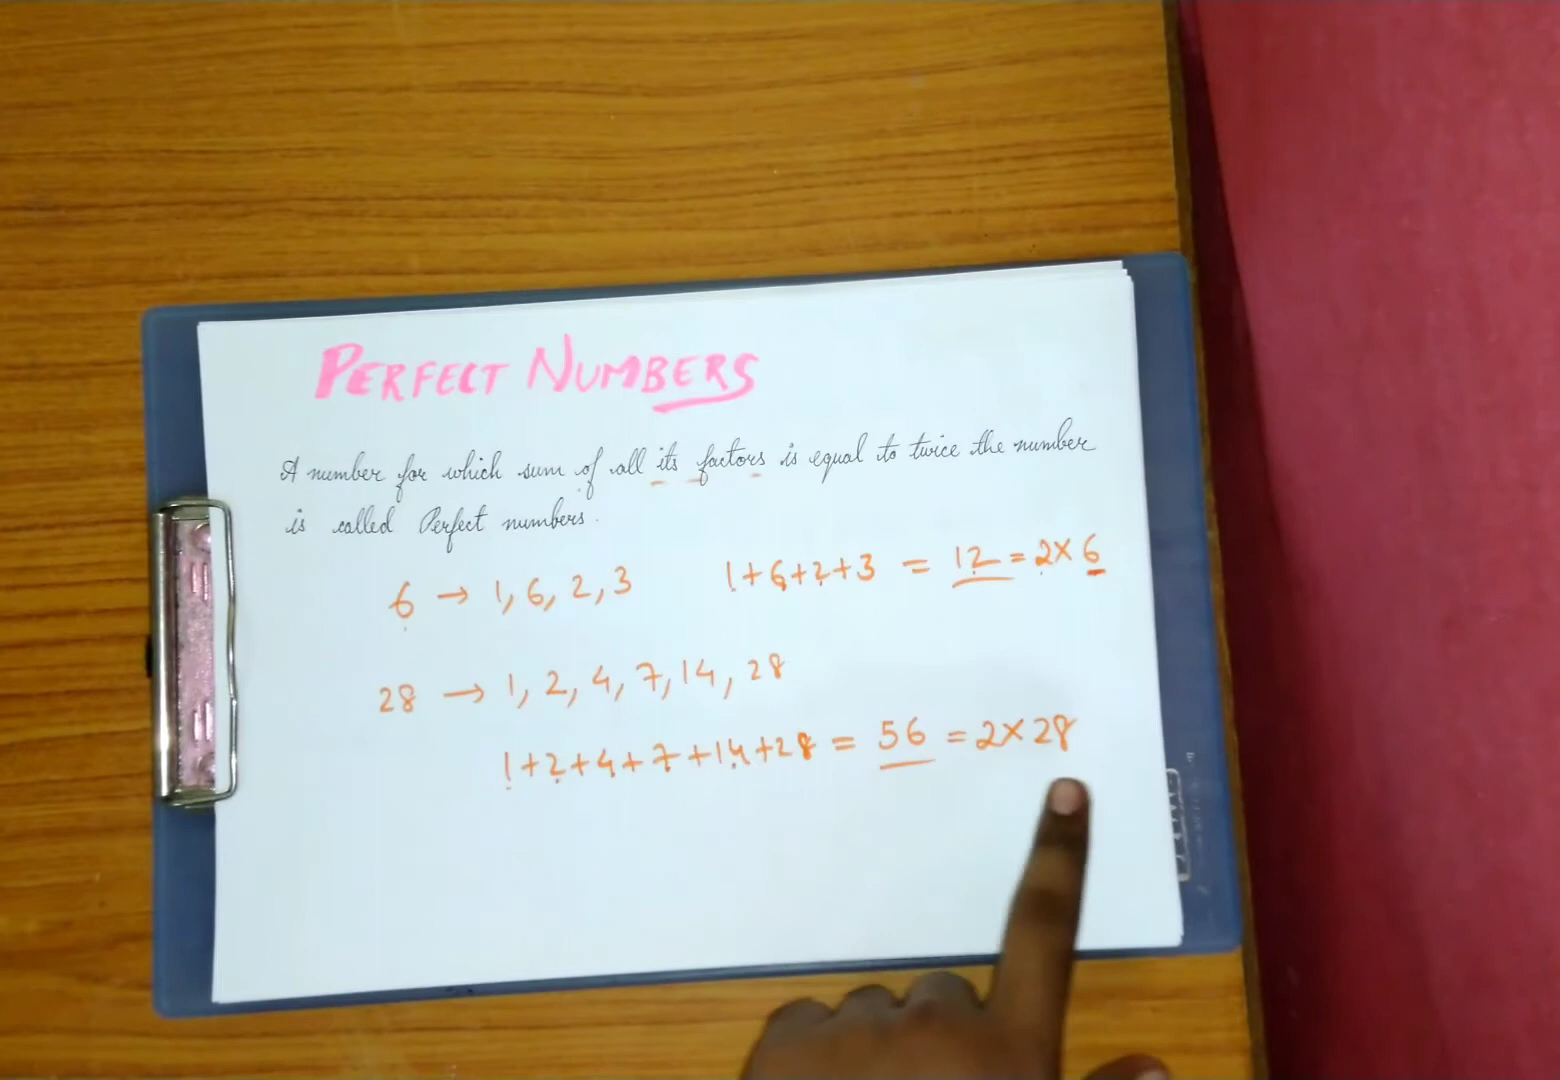 PERFECT NUMBERS
A number for which sum of all its factors is equal to twice the number
is called Perfect numbers.
6 → 1, 6, 2, 3 1+6+2+3 = 12 = 2×6
28 → 1, 2, 4, 7, 14, 28
1+2+4+7+14+28 = 56 = 2×28